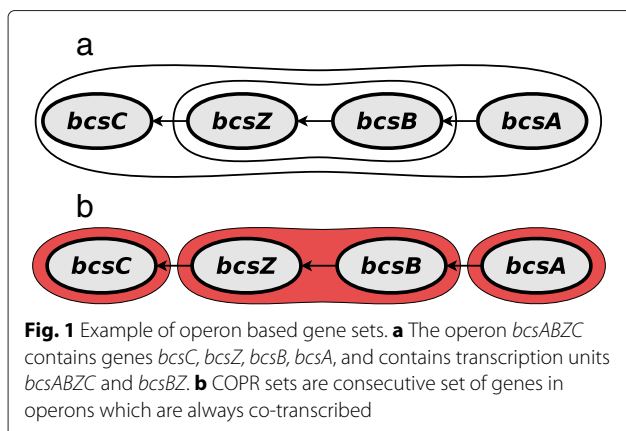 a
bcsC bcsZ bcsB bcsA
b
bcsC bcsZ bcsB bcsA
Fig. 1 Example of operon based gene sets. a The operon bcsABZC
contains genes bcsC, bcsZ, bcsB, bcsA, and contains transcription units
bcsABZC and bcsBZ. b COPR sets are consecutive set of genes in
operons which are always co-transcribed